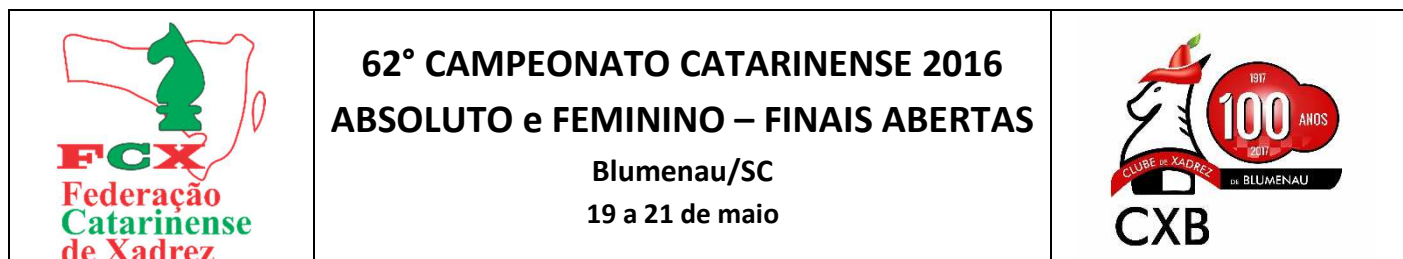 FCX
Federação
Catarinense
de Xadrez
62° CAMPEONATO CATARINENSE 2016
ABSOLUTO e FEMININO – FINAIS ABERTAS
Blumenau/SC
19 a 21 de maio
1917
100 ANOS
2017
CLUBE DE XADREZ
DE BLUMENAU
CXB